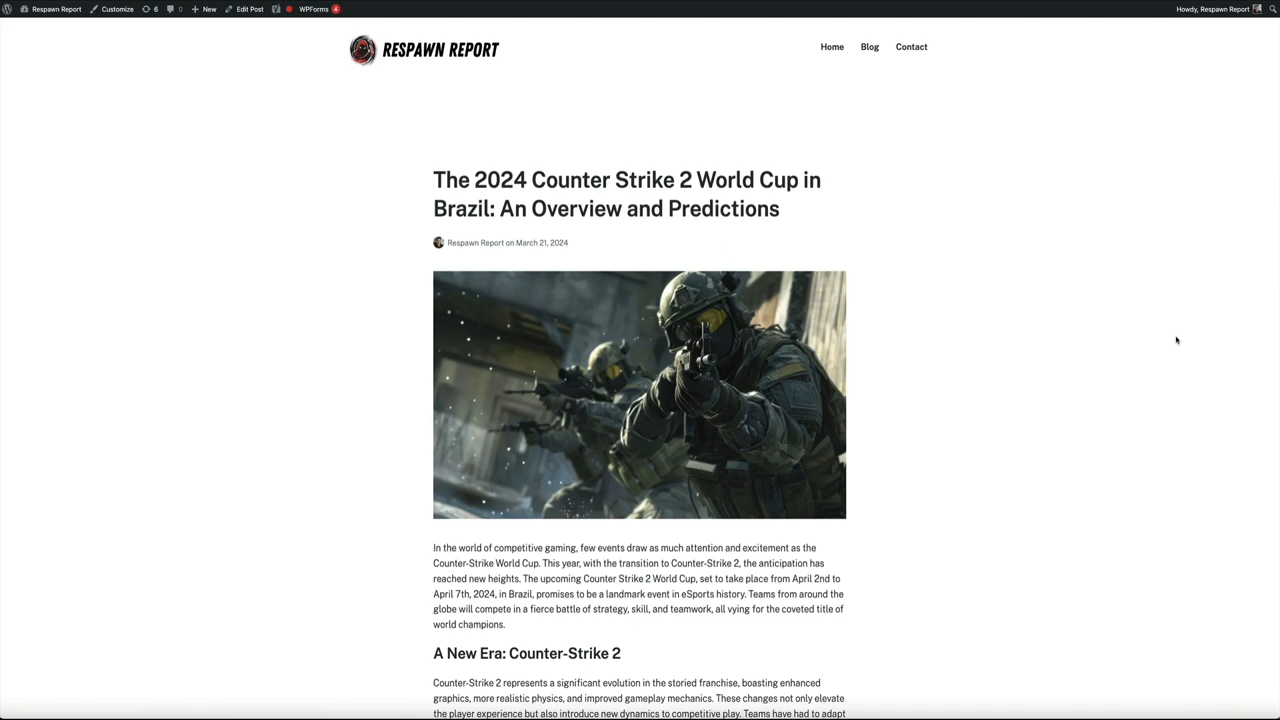 Respawn Report Customize 6 0 New Edit Post WPForms 4 Howdy, Respawn Report
RESPAWN REPORT
Home Blog Contact
The 2024 Counter Strike 2 World Cup in
Brazil: An Overview and Predictions
Respawn Report on March 21, 2024
In the world of competitive gaming, few events draw as much attention and excitement as the
Counter-Strike World Cup. This year, with the transition to Counter-Strike 2, the anticipation has
reached new heights. The upcoming Counter Strike 2 World Cup, set to take place from April 2nd to
April 7th, 2024, in Brazil, promises to be a landmark event in eSports history. Teams from around the
globe will compete in a fierce battle of strategy, skill, and teamwork, all vying for the coveted title of
world champions.
A New Era: Counter-Strike 2
Counter-Strike 2 represents a significant evolution in the storied franchise, boasting enhanced
graphics, more realistic physics, and improved gameplay mechanics. These changes not only elevate
the player experience but also introduce new dynamics to competitive play. Teams have had to adapt